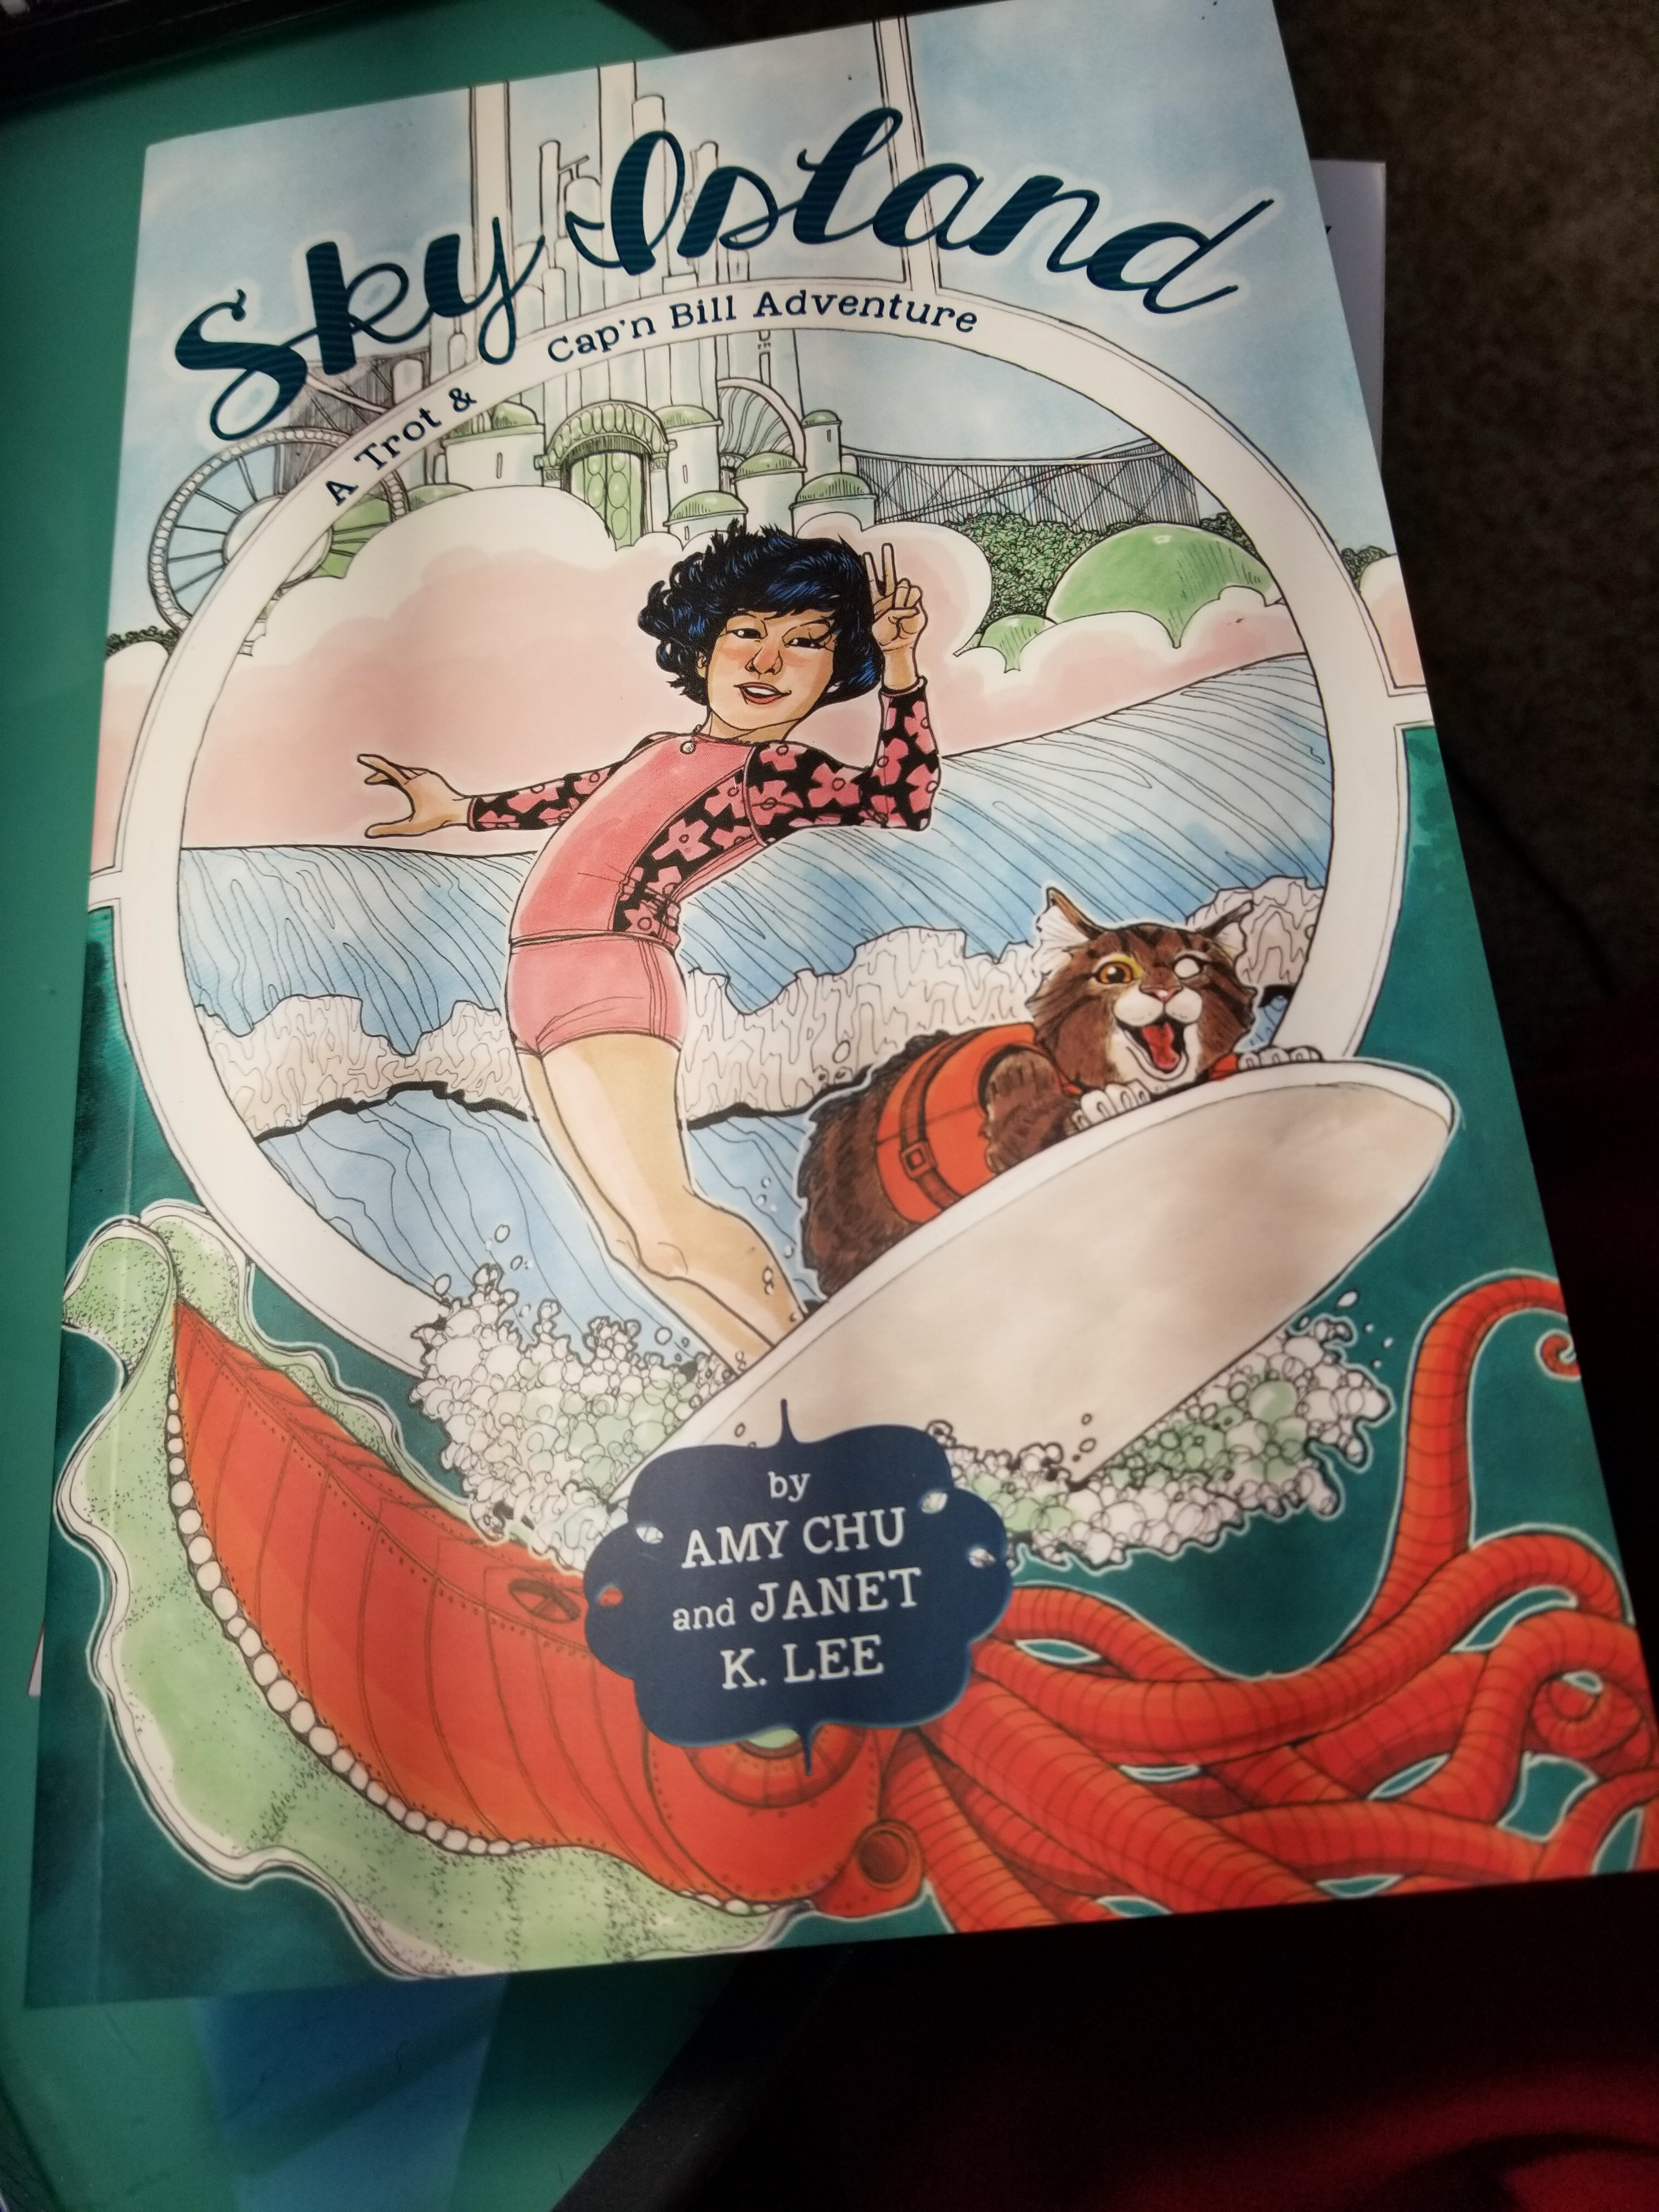 Sky Island
A Trot & Cap'n Bill Adventure
by
AMY CHU
and JANET
K. LEE